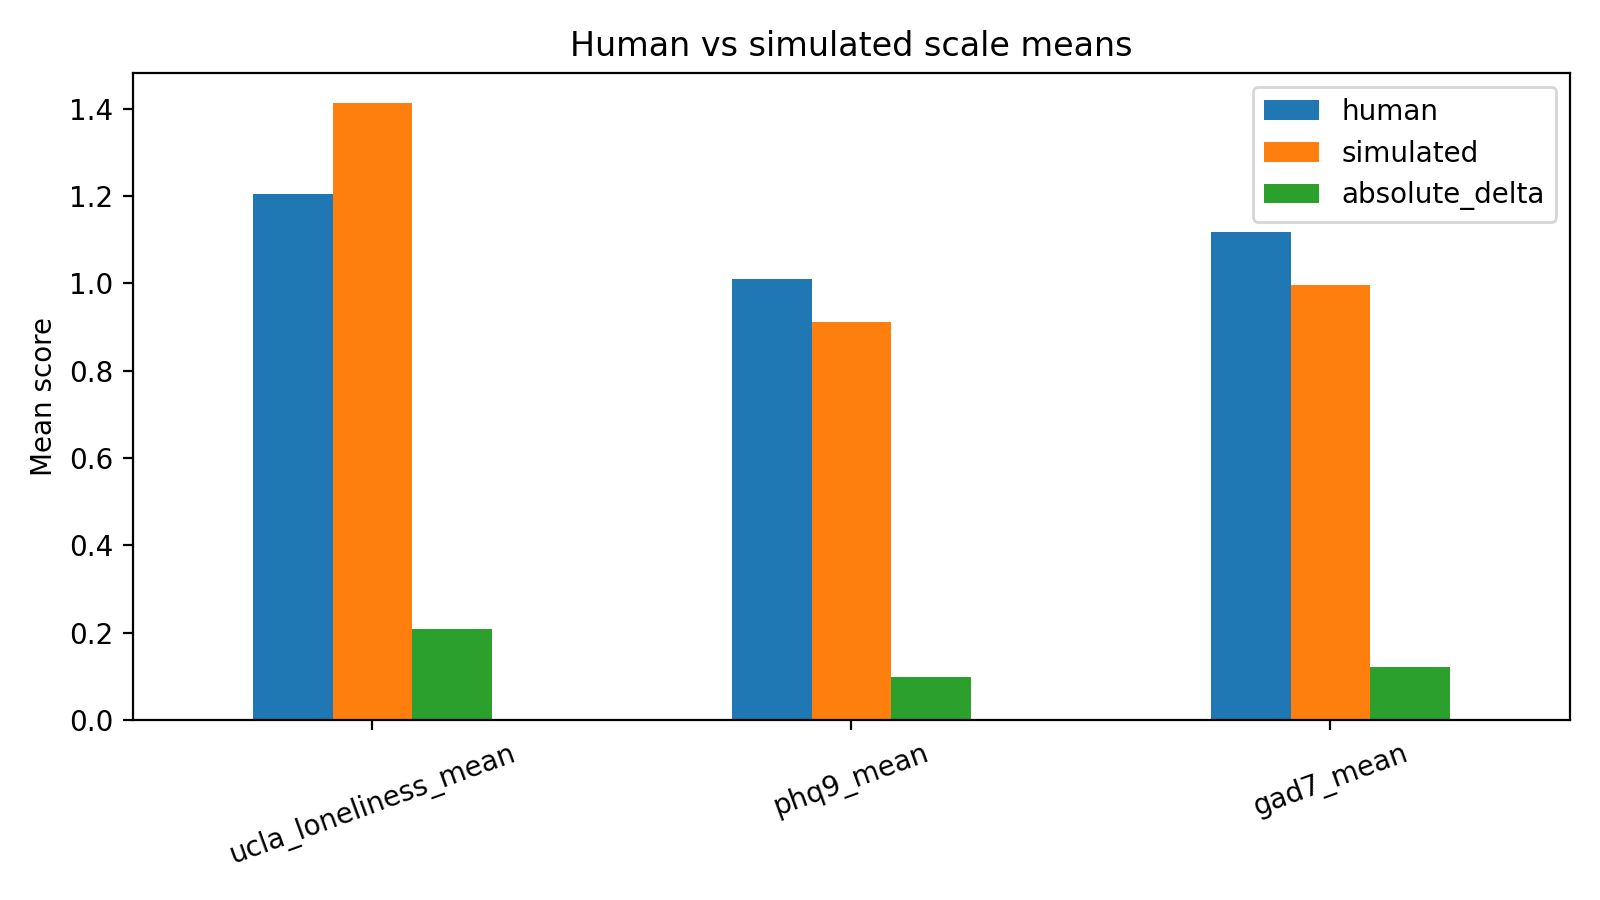 Human vs simulated scale means
human
simulated
absolute_delta
Mean score
1.4
1.2
1.0
0.8
0.6
0.4
0.2
0.0
ucla_loneliness_mean
phq9_mean
gad7_mean